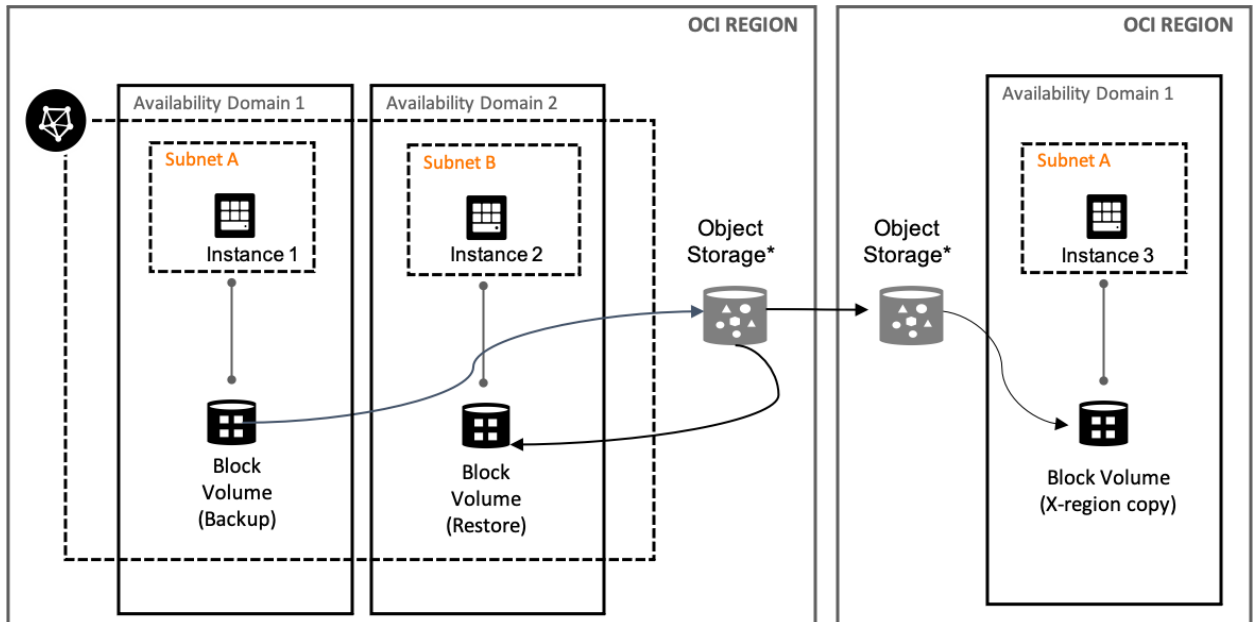 OCI REGION
OCI REGION
Availability Domain 1
Availability Domain 2
Availability Domain 1
Subnet A
Subnet B
Subnet A
Instance 1
Instance 2
Instance 3
Object
Storage*
Object
Storage*
Block
Volume
(Backup)
Block
Volume
(Restore)
Block Volume
(X-region copy)